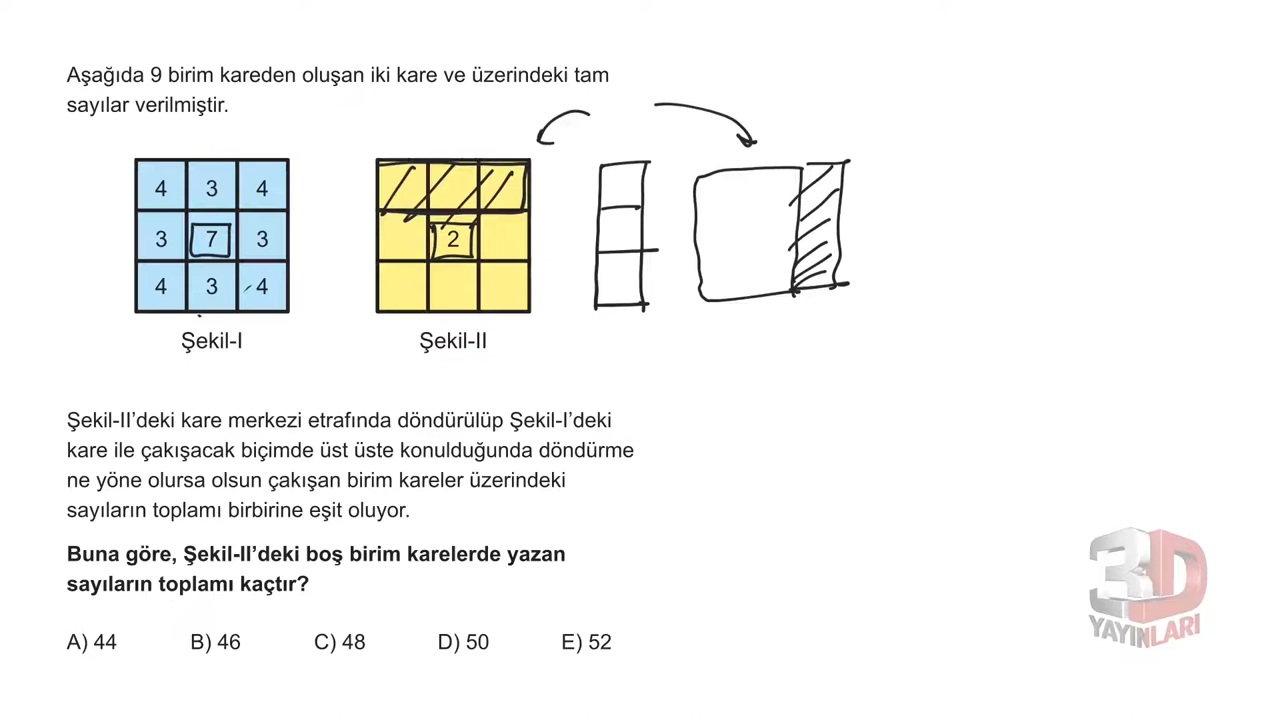 Aşağıda 9 birim kareden oluşan iki kare ve üzerindeki tam
sayılar verilmiştir.
4 3 4
3 7 3
4 3 4
2
Şekil-I
Şekil-II
Şekil-II’deki kare merkezi etrafında döndürülüp Şekil-I’deki
kare ile çakışacak biçimde üst üste konulduğunda döndürme
ne yöne olursa olsun çakışan birim kareler üzerindeki
sayıların toplamı birbirine eşit oluyor.
Buna göre, Şekil-II’deki boş birim karelerde yazan
sayıların toplamı kaçtır?
A) 44 B) 46 C) 48 D) 50 E) 52
3D
YAYINLARI